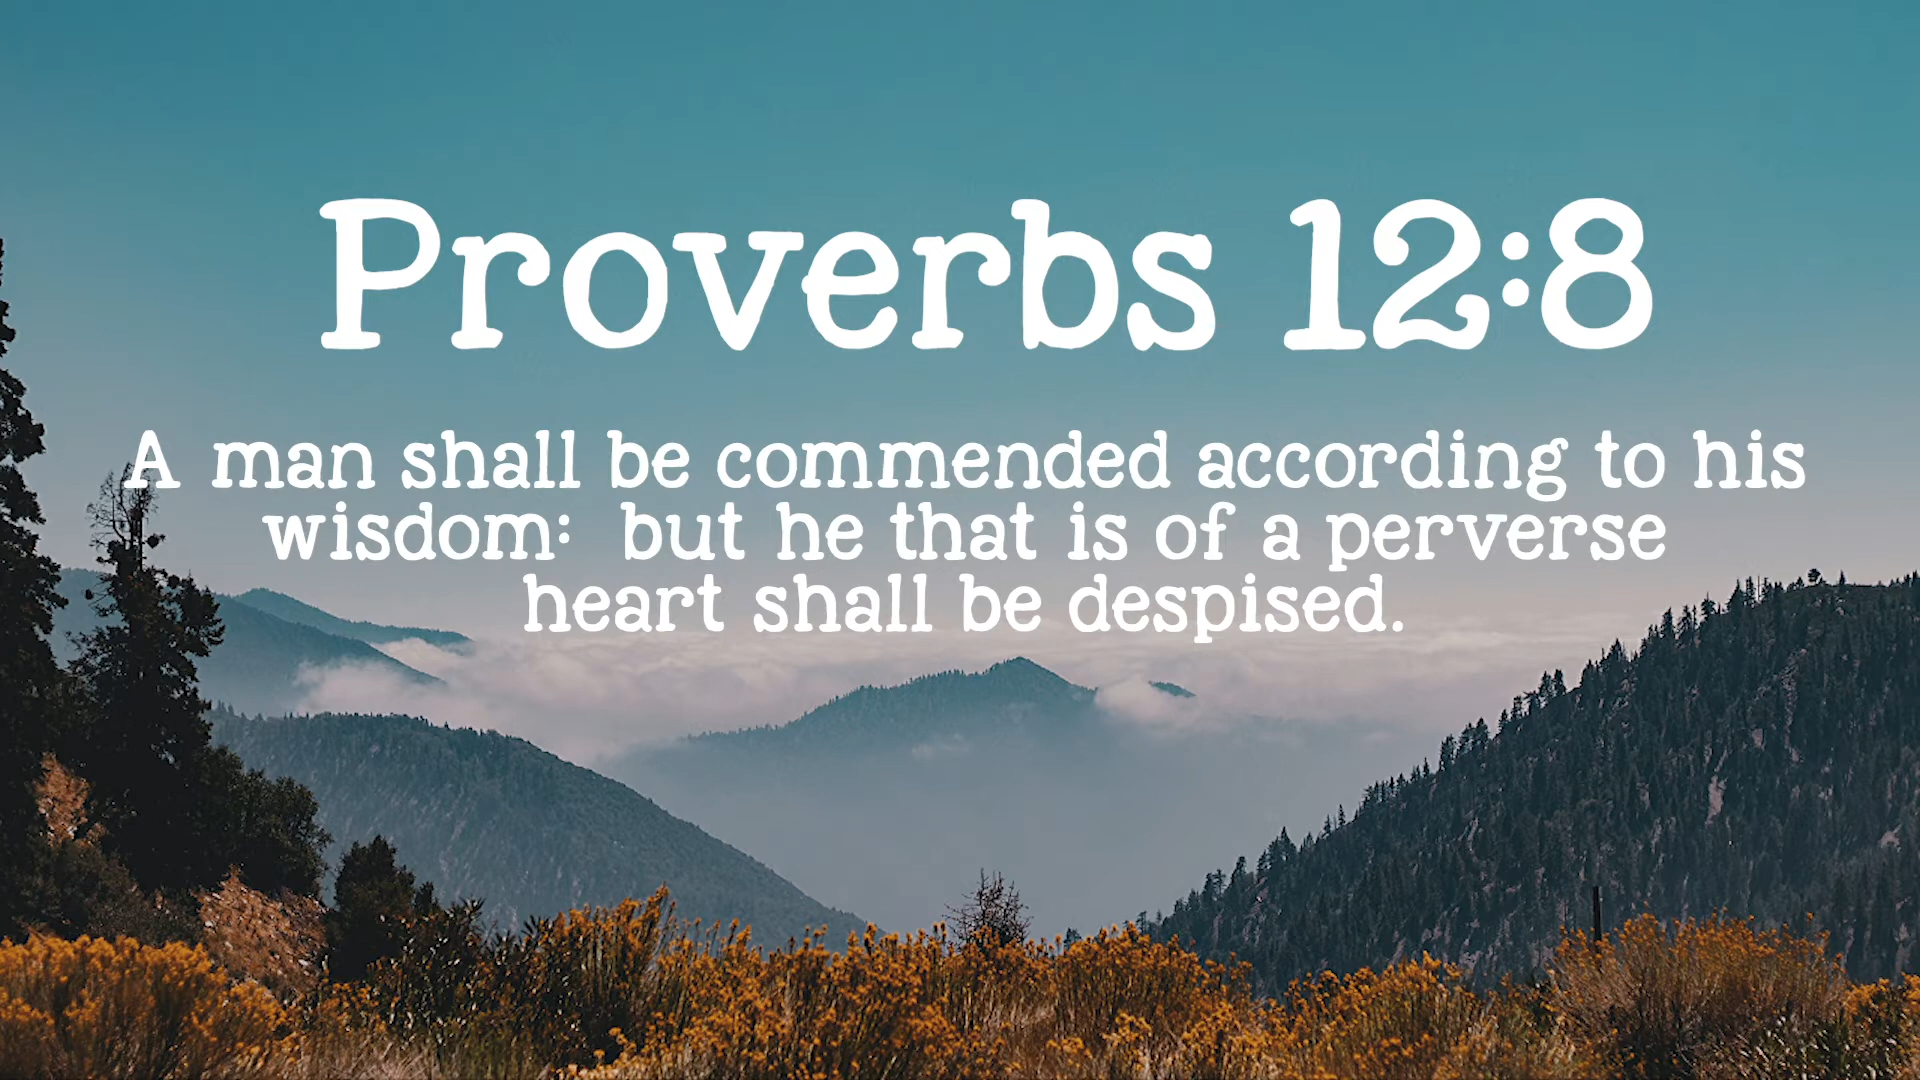 Proverbs 12:8
A man shall be commended according to his
wisdom: but he that is of a perverse
heart shall be despised.